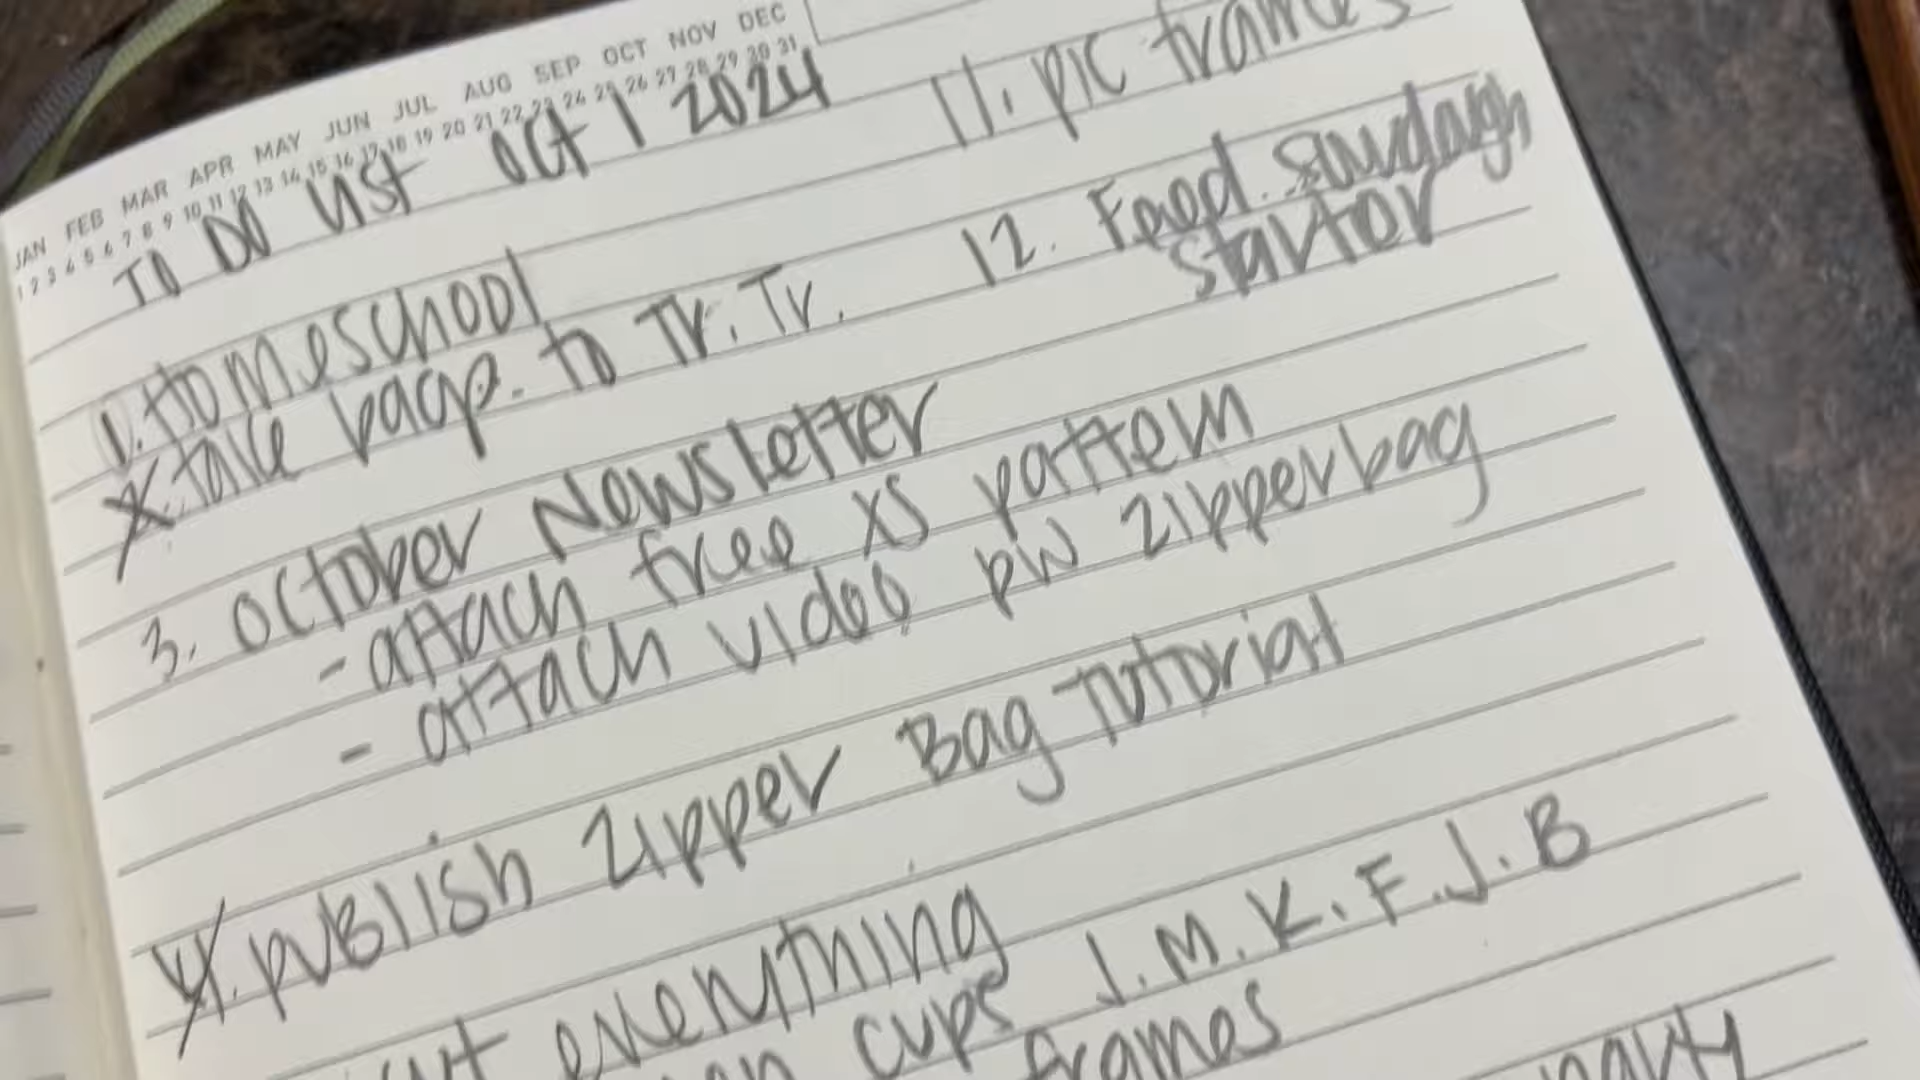 JAN FEB MAR APR MAY JUN JUL AUG SEP OCT NOV DEC
1 2 3 4 5 6 7 8 9 10 11 12 13 14 15 16 17 18 19 20 21 22 23 24 25 26 27 28 29 30 31
TO DO LIST OCT 1 2024
1. Homeschool
take to Tr. Tr.
3. October Newsletter
- attach free XS pattern
- attach video pw zipperbag
4. PUBlish Zipper Bag Tutorial
everything
cups J. M. K. F. J. B
frames
11. pic frames
12. Feed Sourdough
Starter